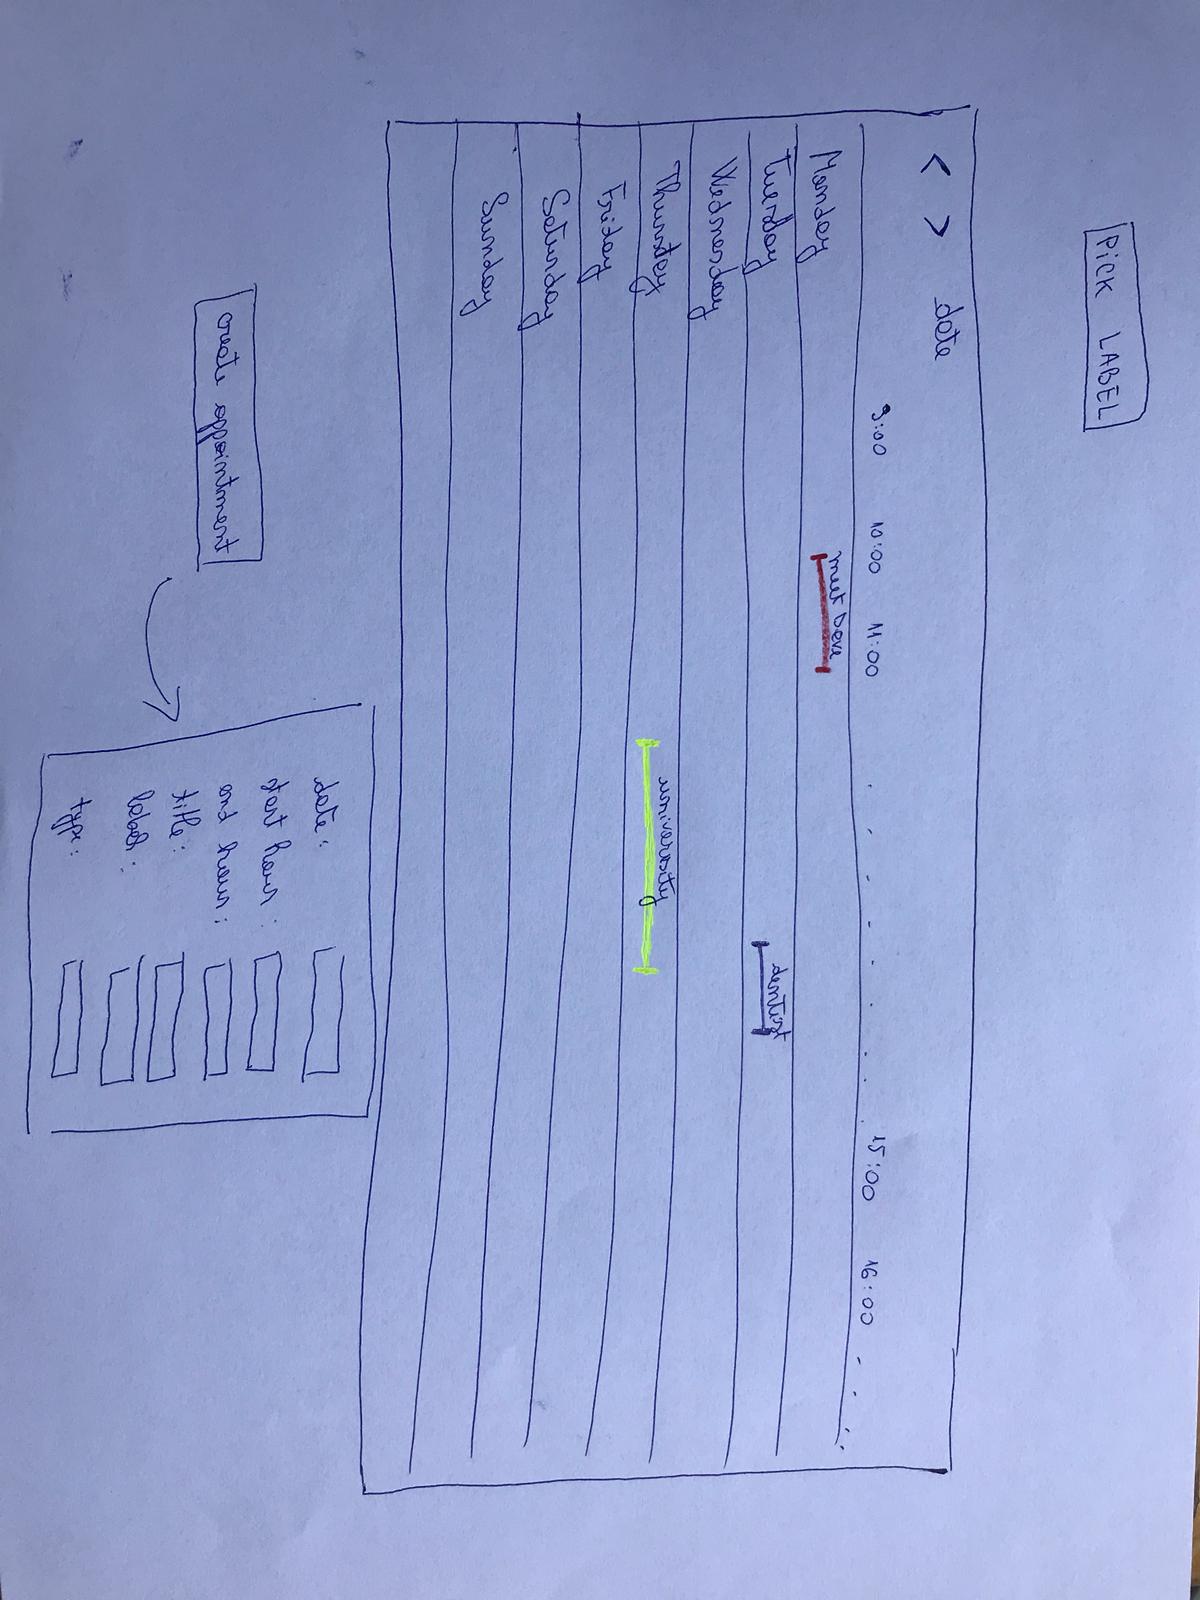 PICK LABEL
< > date
9:00 10:00 11:00 . . . . . . . . 15:00 16:00 . . . .
Monday meet Dave
Tuesday dentist
Wednesday
Thursday university
Friday
Saturday
Sunday
create appointment
date:
start hour:
end hour:
title:
label:
type: